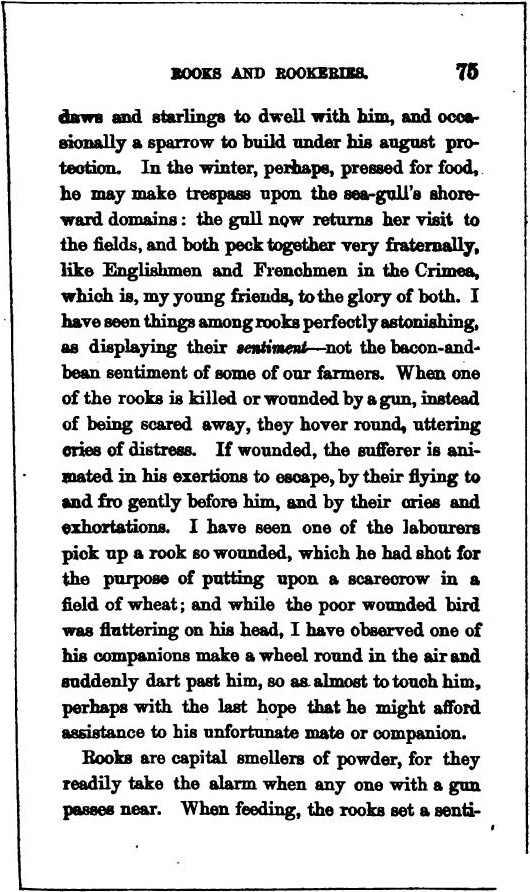 ROOKS AND ROOKERIES. 75
daws and starlings to dwell with him, and occa-
sionally a sparrow to build under his august pro-
tection. In the winter, perhaps, pressed for food,
he may make trespass upon the sea-gull's shore-
ward domains: the gull now returns her visit to
the fields, and both peck together very fraternally,
like Englishmen and Frenchmen in the Crimea,
which is, my young friends, to the glory of both. I
have seen things among rooks perfectly astonishing,
as displaying their sentiment—not the bacon-and-
bean sentiment of some of our farmers. When one
of the rooks is killed or wounded by a gun, instead
of being scared away, they hover round, uttering
cries of distress. If wounded, the sufferer is ani-
mated in his exertions to escape, by their flying to
and fro gently before him, and by their cries and
exhortations. I have seen one of the labourers
pick up a rook so wounded, which he had shot for
the purpose of putting upon a scarecrow in a
field of wheat; and while the poor wounded bird
was fluttering on his head, I have observed one of
his companions make a wheel round in the air and
suddenly dart past him, so as almost to touch him,
perhaps with the last hope that he might afford
assistance to his unfortunate mate or companion.
Rooks are capital smellers of powder, for they
readily take the alarm when any one with a gun
passes near. When feeding, the rooks set a senti-